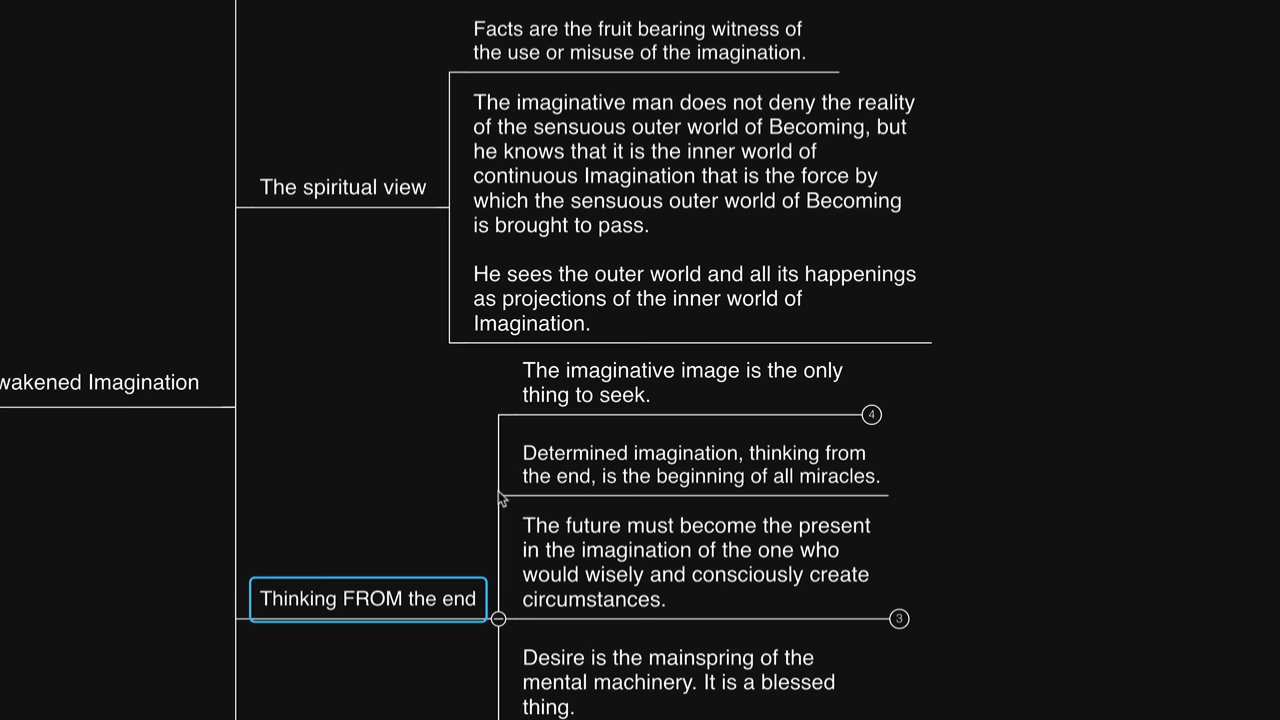 Facts are the fruit bearing witness of
the use or misuse of the imagination.
The imaginative man does not deny the reality
of the sensuous outer world of Becoming, but
he knows that it is the inner world of
continuous Imagination that is the force by
which the sensuous outer world of Becoming
is brought to pass.
He sees the outer world and all its happenings
as projections of the inner world of
Imagination.
The spiritual view
wakened Imagination
The imaginative image is the only
thing to seek.
4
Determined imagination, thinking from
the end, is the beginning of all miracles.
The future must become the present
in the imagination of the one who
would wisely and consciously create
circumstances.
3
Thinking FROM the end
Desire is the mainspring of the
mental machinery. It is a blessed
thing.